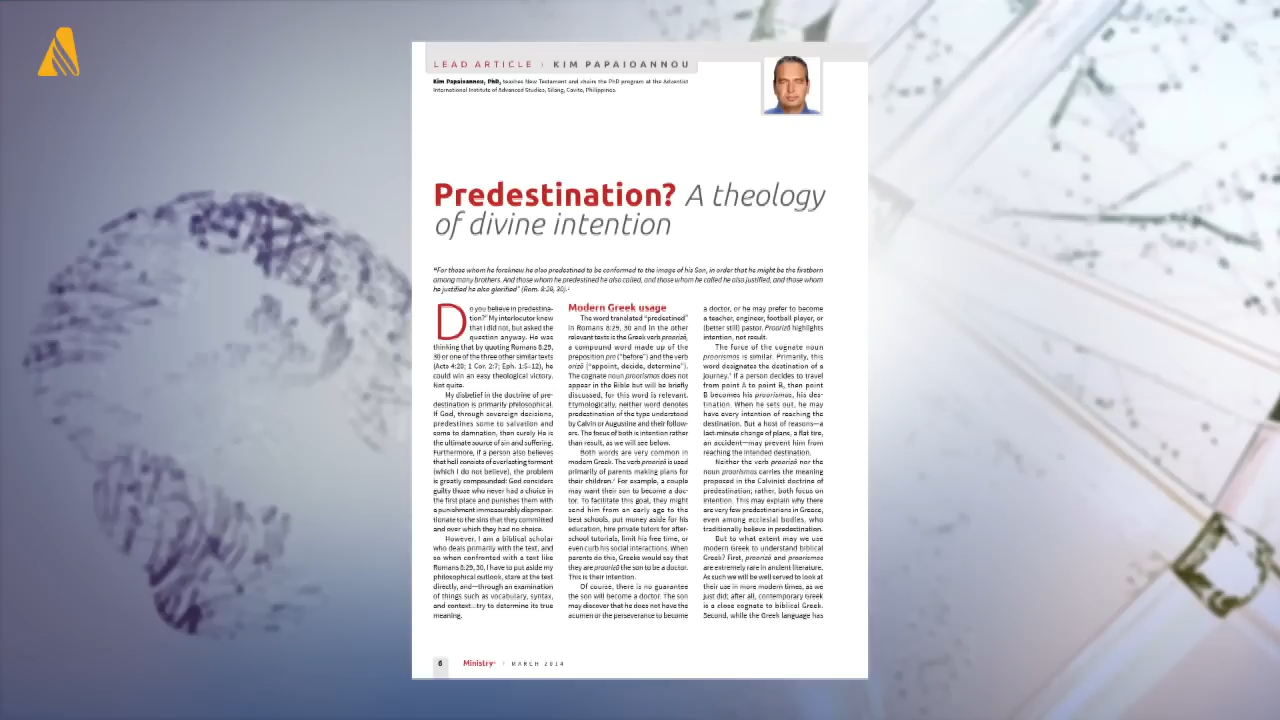 LEAD ARTICLE | KIM PAPAIOANNOU
Kim Papaioannou, PhD, teaches New Testament and chairs the PhD program at the Adventist
International Institute of Advanced Studies, Silang, Cavite, Philippines.
Predestination? A theology
of divine intention
"For those whom he foreknew he also predestined to be conformed to the image of his Son, in order that he might be the firstborn
among many brothers. And those whom he predestined he also called, and those whom he called he also justified, and those whom
he justified he also glorified" (Rom. 8:29, 30).¹
Do you believe in predestina-
tion?" My interlocutor knew
that I did not, but asked the
question anyway. He was
thinking that by quoting Romans 8:29,
30 or one of the three other similar texts
(Acts 4:28; 1 Cor. 2:7; Eph. 1:5–12), he
could win an easy theological victory.
Not quite.
My disbelief in the doctrine of pre-
destination is primarily philosophical.
If God, through sovereign decisions,
predestines some to salvation and
some to damnation, then surely He is
the ultimate source of sin and suffering.
Furthermore, if a person also believes
that hell consists of everlasting torment
(which I do not believe), the problem
is greatly compounded: God considers
guilty those who never had a choice in
the first place and punishes them with
a punishment immeasurably dispropor-
tionate to the sins that they committed
and over which they had no choice.
However, I am a biblical scholar
who deals primarily with the text, and
so when confronted with a text like
Romans 8:29, 30, I have to put aside my
philosophical outlook, stare at the text
directly, and—through an examination
of things such as vocabulary, syntax,
and context—try to determine its true
meaning.
Modern Greek usage
The word translated "predestined"
in Romans 8:29, 30 and in the other
relevant texts is the Greek verb proorizō,
a compound word made up of the
preposition pro ("before") and the verb
orizō ("appoint, decide, determine").
The cognate noun proorismos does not
appear in the Bible but will be briefly
discussed, for this word is relevant.
Etymologically, neither word denotes
predestination of the type understood
by Calvin or Augustine and their follow-
ers. The focus of both is intention rather
than result, as we will see below.
Both words are very common in
modern Greek. The verb proorizō is used
primarily of parents making plans for
their children.² For example, a couple
may want their son to become a doc-
tor. To facilitate this goal, they might
send him from an early age to the
best schools, put money aside for his
education, hire private tutors for after-
school tutorials, limit his free time, or
even curb his social interactions. When
parents do this, Greeks would say that
they are proorizō the son to be a doctor.
This is their intention.
Of course, there is no guarantee
the son will become a doctor. The son
may discover that he does not have the
acumen or the perseverance to become
a doctor, or he may prefer to become
a teacher, engineer, football player, or
(better still) pastor. Proorizō highlights
intention, not result.
The force of the cognate noun
proorismos is similar. Primarily, this
word designates the destination of a
journey.³ If a person decides to travel
from point A to point B, then point
B becomes his proorismos, his des-
tination. When he sets out, he may
have every intention of reaching the
destination. But a host of reasons—a
last-minute change of plans, a flat tire,
an accident—may prevent him from
reaching the intended destination.
Neither the verb proorizō nor the
noun proorismos carries the meaning
proposed in the Calvinist doctrine of
predestination; rather, both focus on
intention. This may explain why there
are very few predestinarians in Greece,
even among ecclesial bodies, who
traditionally believe in predestination.
But to what extent may we use
modern Greek to understand biblical
Greek? First, proorizō and proorismos
are extremely rare in ancient literature.
As such we will be well served to look at
their use in more modern times, as we
just did; after all, contemporary Greek
is a close cognate to biblical Greek.
Second, while the Greek language has
6 Ministry® | MARCH 2014